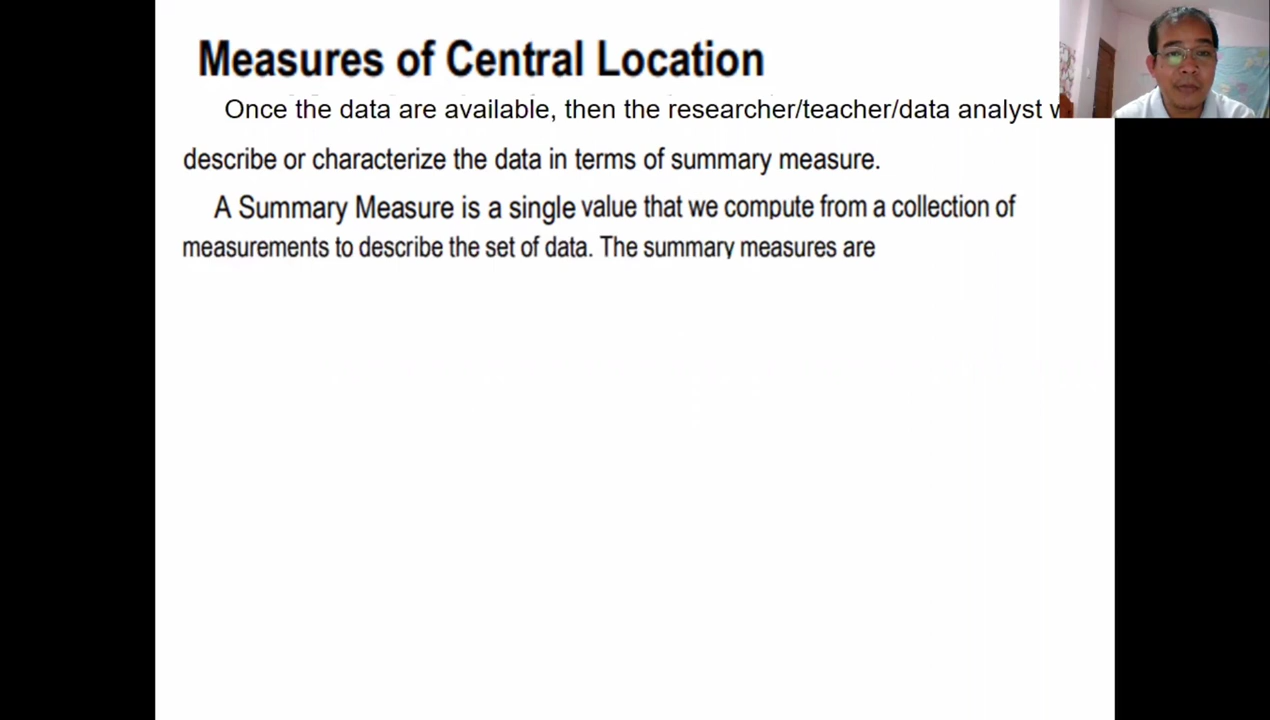 Measures of Central Location
Once the data are available, then the researcher/teacher/data analyst
describe or characterize the data in terms of summary measure.
A Summary Measure is a single value that we compute from a collection of
measurements to describe the set of data. The summary measures are